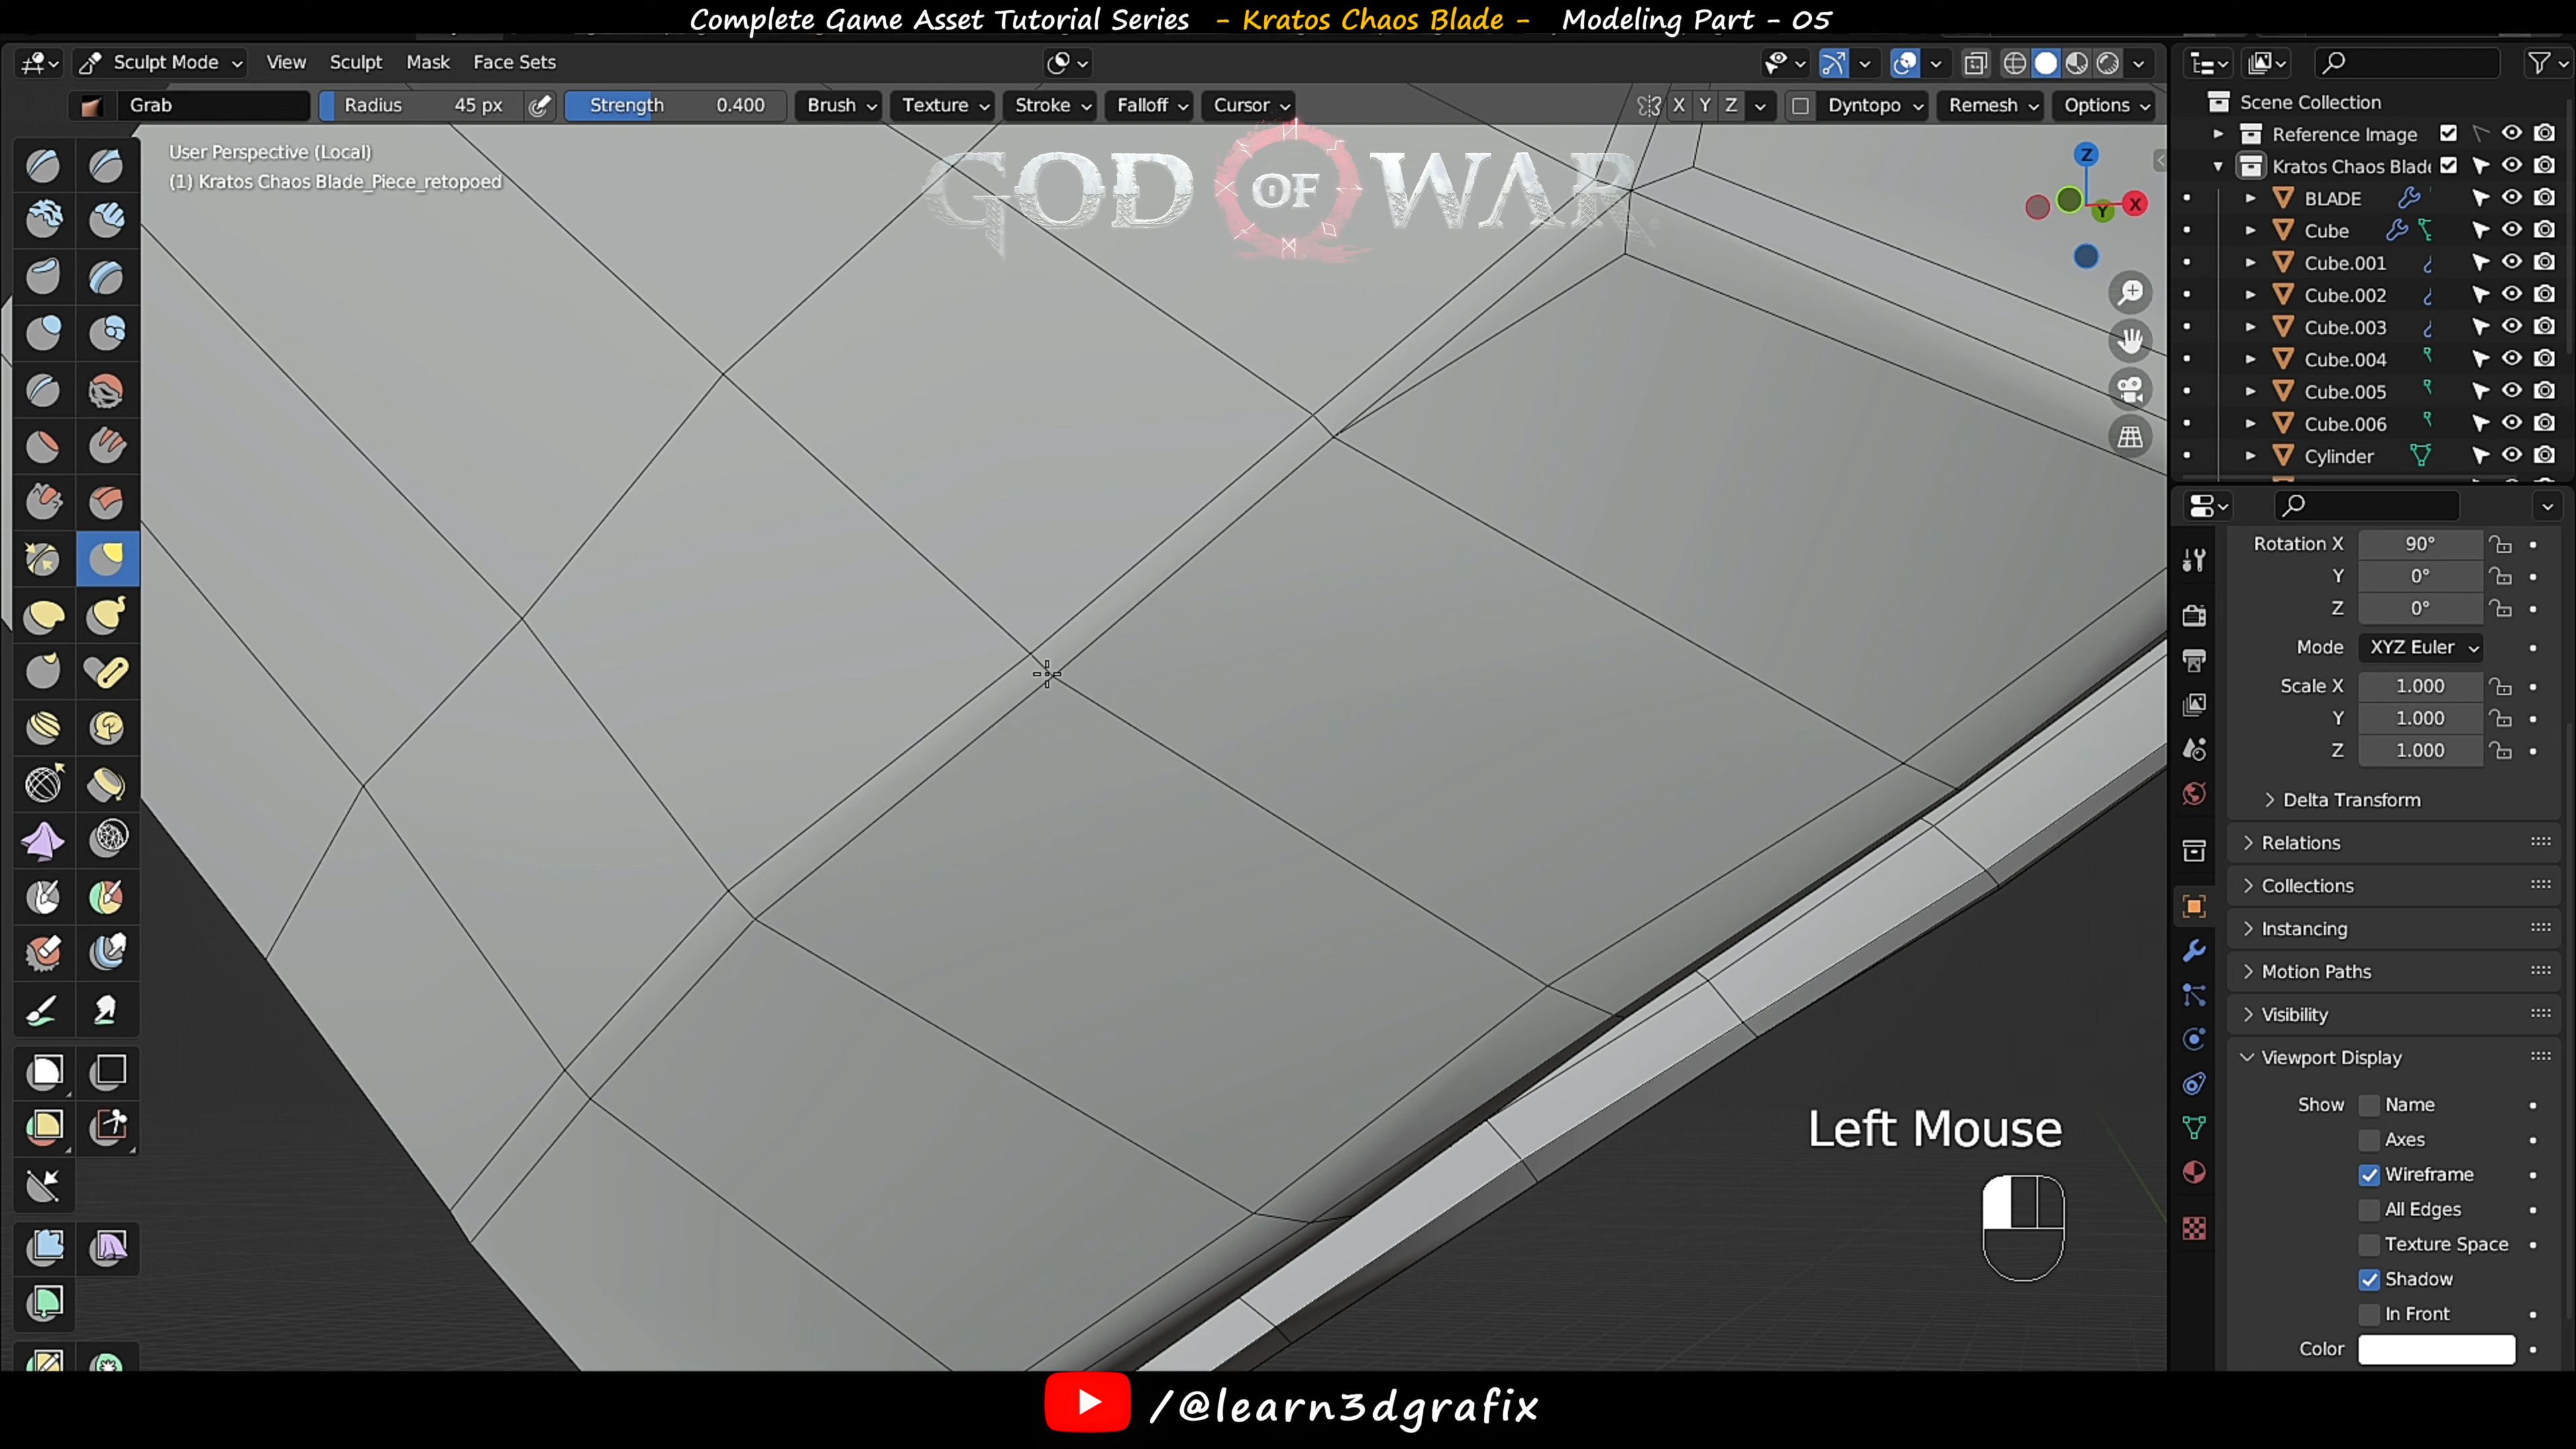 Complete Game Asset Tutorial Series - Kratos Chaos Blade - Modeling Part - 05
Sculpt Mode View Sculpt Mask Face Sets
Grab Radius 45 px Strength 0.400 Brush Texture Stroke Falloff Cursor X Y Z Dyntopo Remesh Options
User Perspective (Local)
(1) Kratos Chaos Blade_Piece_retopoed
GOD OF WAR
Z
X
Y
Scene Collection
Reference Image
Kratos Chaos Blade
BLADE
Cube
Cube.001
Cube.002
Cube.003
Cube.004
Cube.005
Cube.006
Cylinder
Rotation X 90°
Y 0°
Z 0°
Mode XYZ Euler
Scale X 1.000
Y 1.000
Z 1.000
Delta Transform
Relations
Collections
Instancing
Motion Paths
Visibility
Viewport Display
Show Name
Axes
Wireframe
All Edges
Texture Space
Shadow
In Front
Color
Left Mouse
/@learn3dgrafix